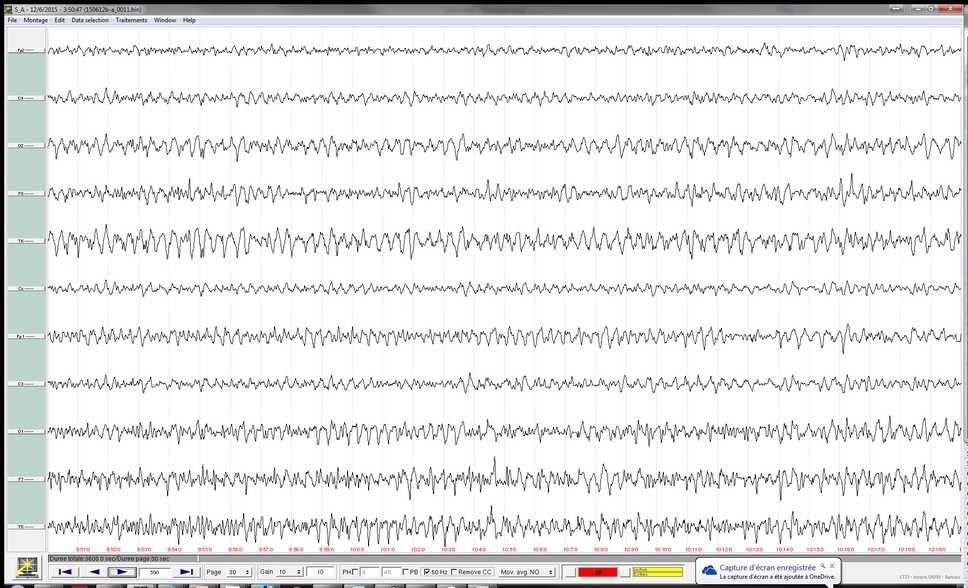 S_A - 12/6/2015 - 3:50:47 (150612b-a_0011.bin)
File Montage Edit Data selection Traitements Window Help
Fp2
C4
O2
F8
T6
Cz
Fp1
C3
O1
F7
T5
9:51:0 9:52:0 9:53:0 9:54:0 9:55:0 9:56:0 9:57:0 9:58:0 9:59:0 10:0:0 10:1:0 10:2:0 10:3:0 10:4:0 10:5:0 10:6:0 10:7:0 10:8:0 10:9:0 10:10:0 10:11:0 10:12:0 10:13:0 10:14:0 10:15:0 10:16:0 10:17:0 10:18:0 10:19:0
Duree totale:3600.0 sec/Duree page:30 sec
590 Page 30 Gain 10 10 PH 3 45 PB 50 Hz Remove CC Mov. avg. NO
Capture d'écran enregistrée
La capture d'écran a été ajoutée à OneDrive.